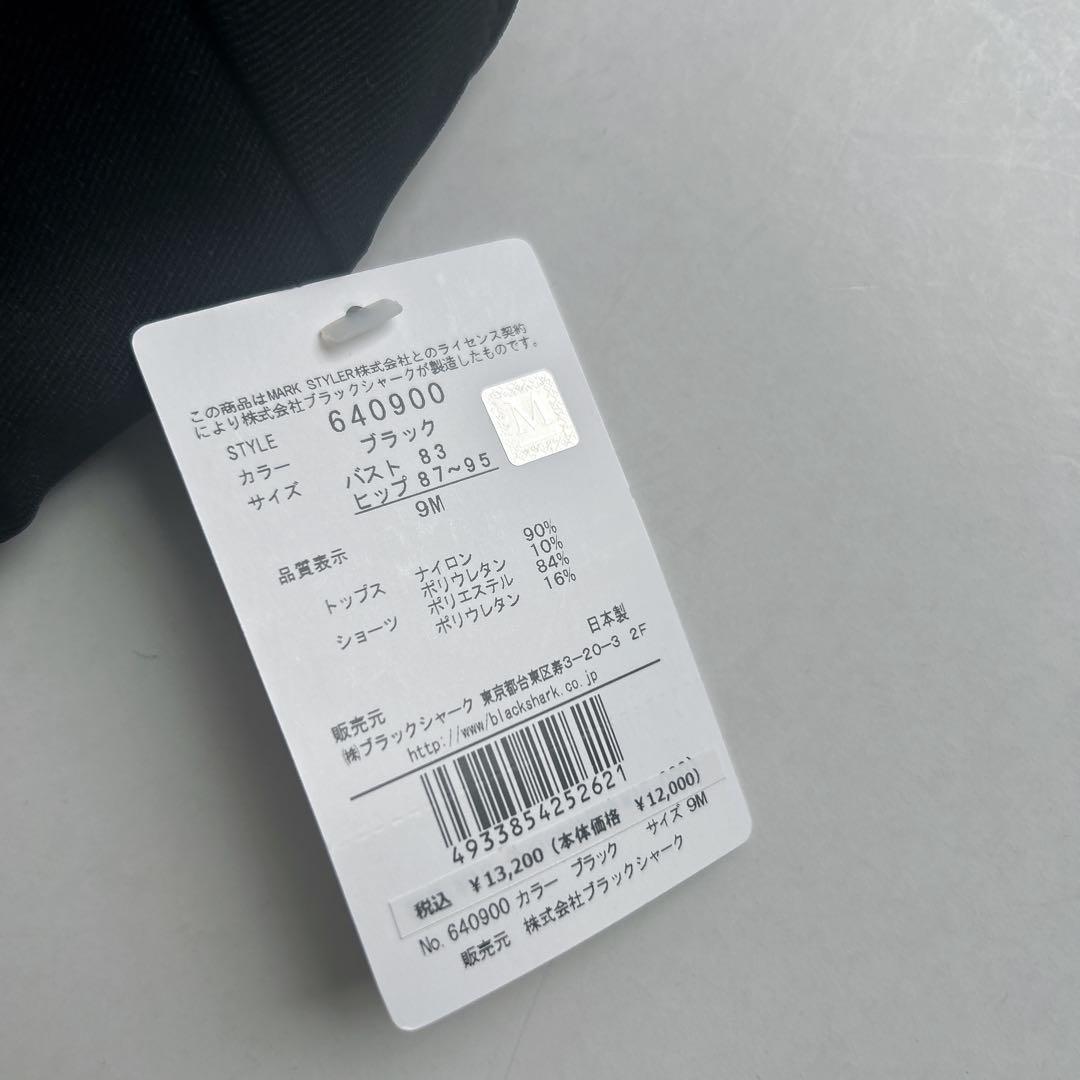 この商品はMARK STYLER株式会社とのライセンス契約
により株式会社ブラックシャークが製造したものです。
STYLE 640900
カラー ブラック
サイズ バスト 83
ヒップ 87~95
9M
M
品質表示
トップス ナイロン 90%
ポリウレタン 10%
ショーツ ポリエステル 84%
ポリウレタン 16%
日本製
販売元
㈱ブラックシャーク 東京都台東区寿3-20-3 2F
http://www/blackshark.co.jp
4933854252621
税込 ¥13,200 (本体価格 ¥12,000)
No. 640900 カラー ブラック サイズ 9M
販売元 株式会社ブラックシャーク